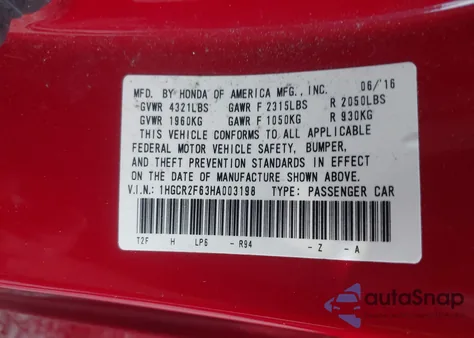 MFD. BY HONDA OF AMERICA MFG., INC. 06/16
GVWR 4321LBS GAWR F 2315LBS R 2050LBS
GVWR 1960KG GAWR F 1050KG R 930KG
THIS VEHICLE CONFORMS TO ALL APPLICABLE
FEDERAL MOTOR VEHICLE SAFETY, BUMPER,
AND THEFT PREVENTION STANDARDS IN EFFECT
ON THE DATE OF MANUFACTURE SHOWN ABOVE.
V.I.N.: 1HGCR2F63HA003198 TYPE: PASSENGER CAR
T2F H LP6 - R94 - Z - A
autoSnap